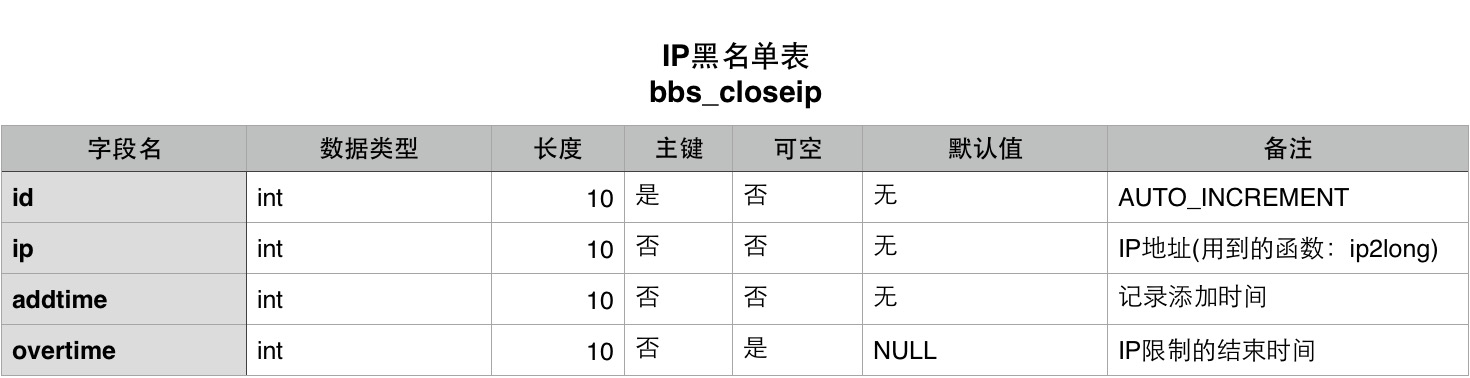 IP黑名单表
bbs_closeip
字段名 数据类型 长度 主键 可空 默认值 备注
id int 10 是 否 无 AUTO_INCREMENT
ip int 10 否 否 无 IP地址(用到的函数：ip2long)
addtime int 10 否 否 无 记录添加时间
overtime int 10 否 是 NULL IP限制的结束时间